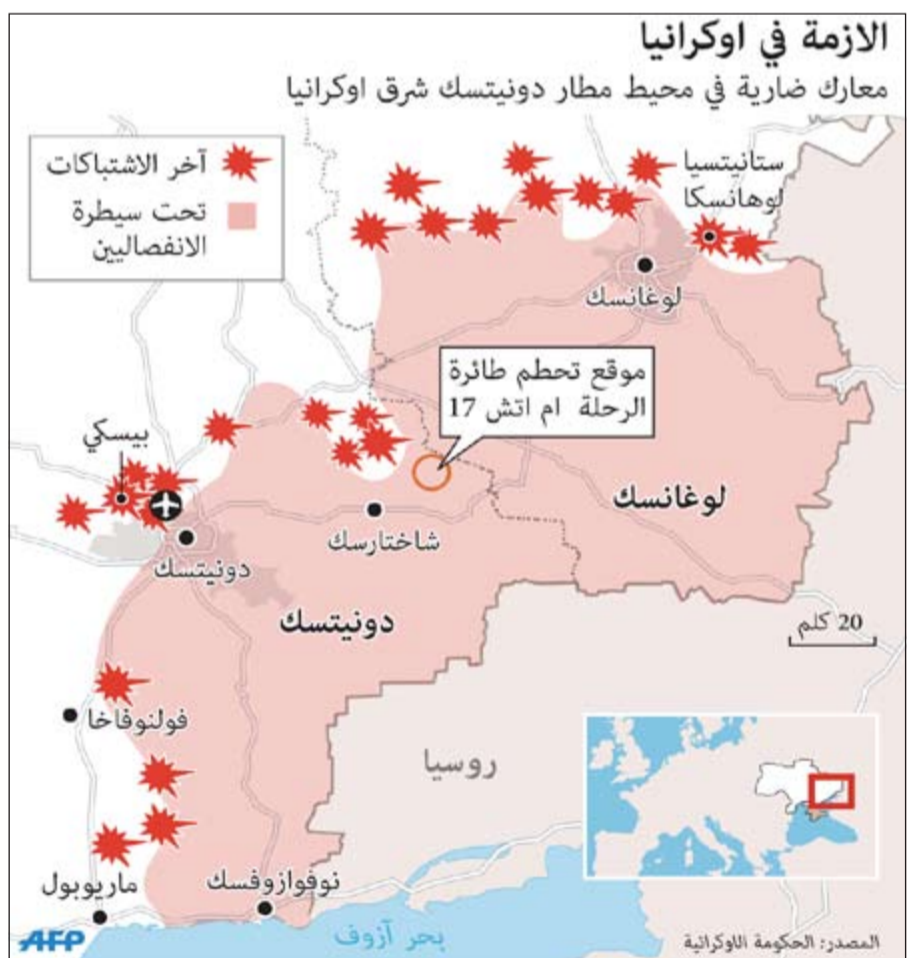 الازمة في اوكرانيا
معارك ضارية في محيط مطار دونيتسك شرق اوكرانيا
آخر الاشتباكات
تحت سيطرة
الانفصاليين
ستانيتسيا
لوهانسكا
لوغانسك
موقع تحطم طائرة
الرحلة ام اتش 17
بيسكي
لوغانسك
شاختارسك
دونيتسك
دونيتسك
20 كلم
فولنوفاخا
روسيا
ماريوبول
نوفوازوفسك
بحر آزوف
المصدر: الحكومة الاوكرانية
AFP